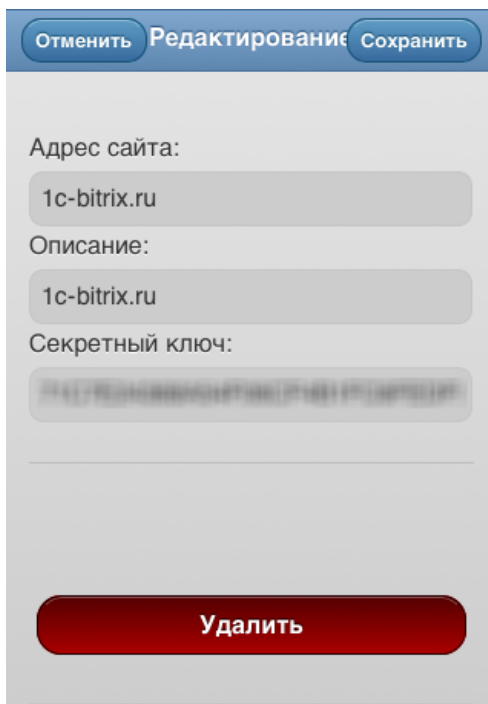 Отменить Редактирование Сохранить
Адрес сайта:
1c-bitrix.ru
Описание:
1c-bitrix.ru
Секретный ключ:
Удалить